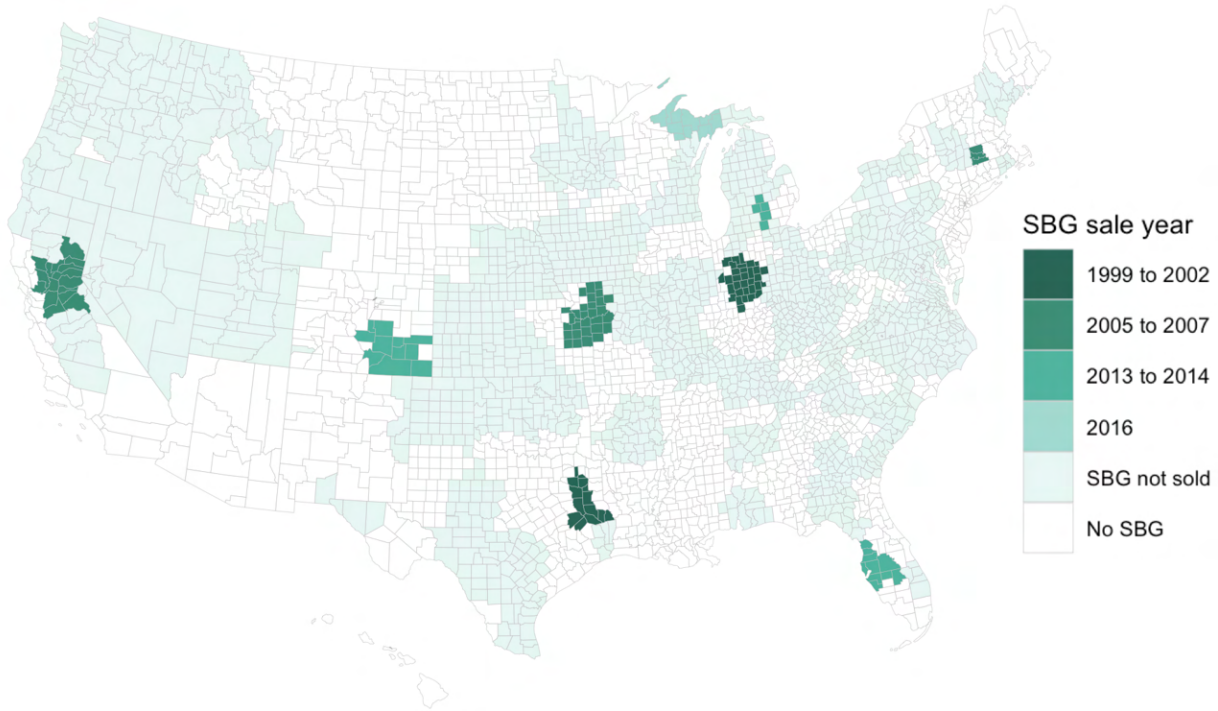 SBG sale year
1999 to 2002
2005 to 2007
2013 to 2014
2016
SBG not sold
No SBG